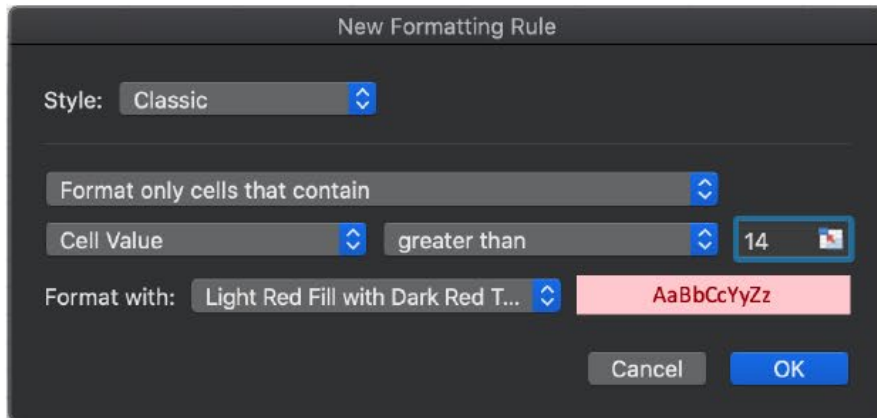 New Formatting Rule
Style: Classic
Format only cells that contain
Cell Value greater than 14
Format with: Light Red Fill with Dark Red T... AaBbCcYyZz
Cancel OK